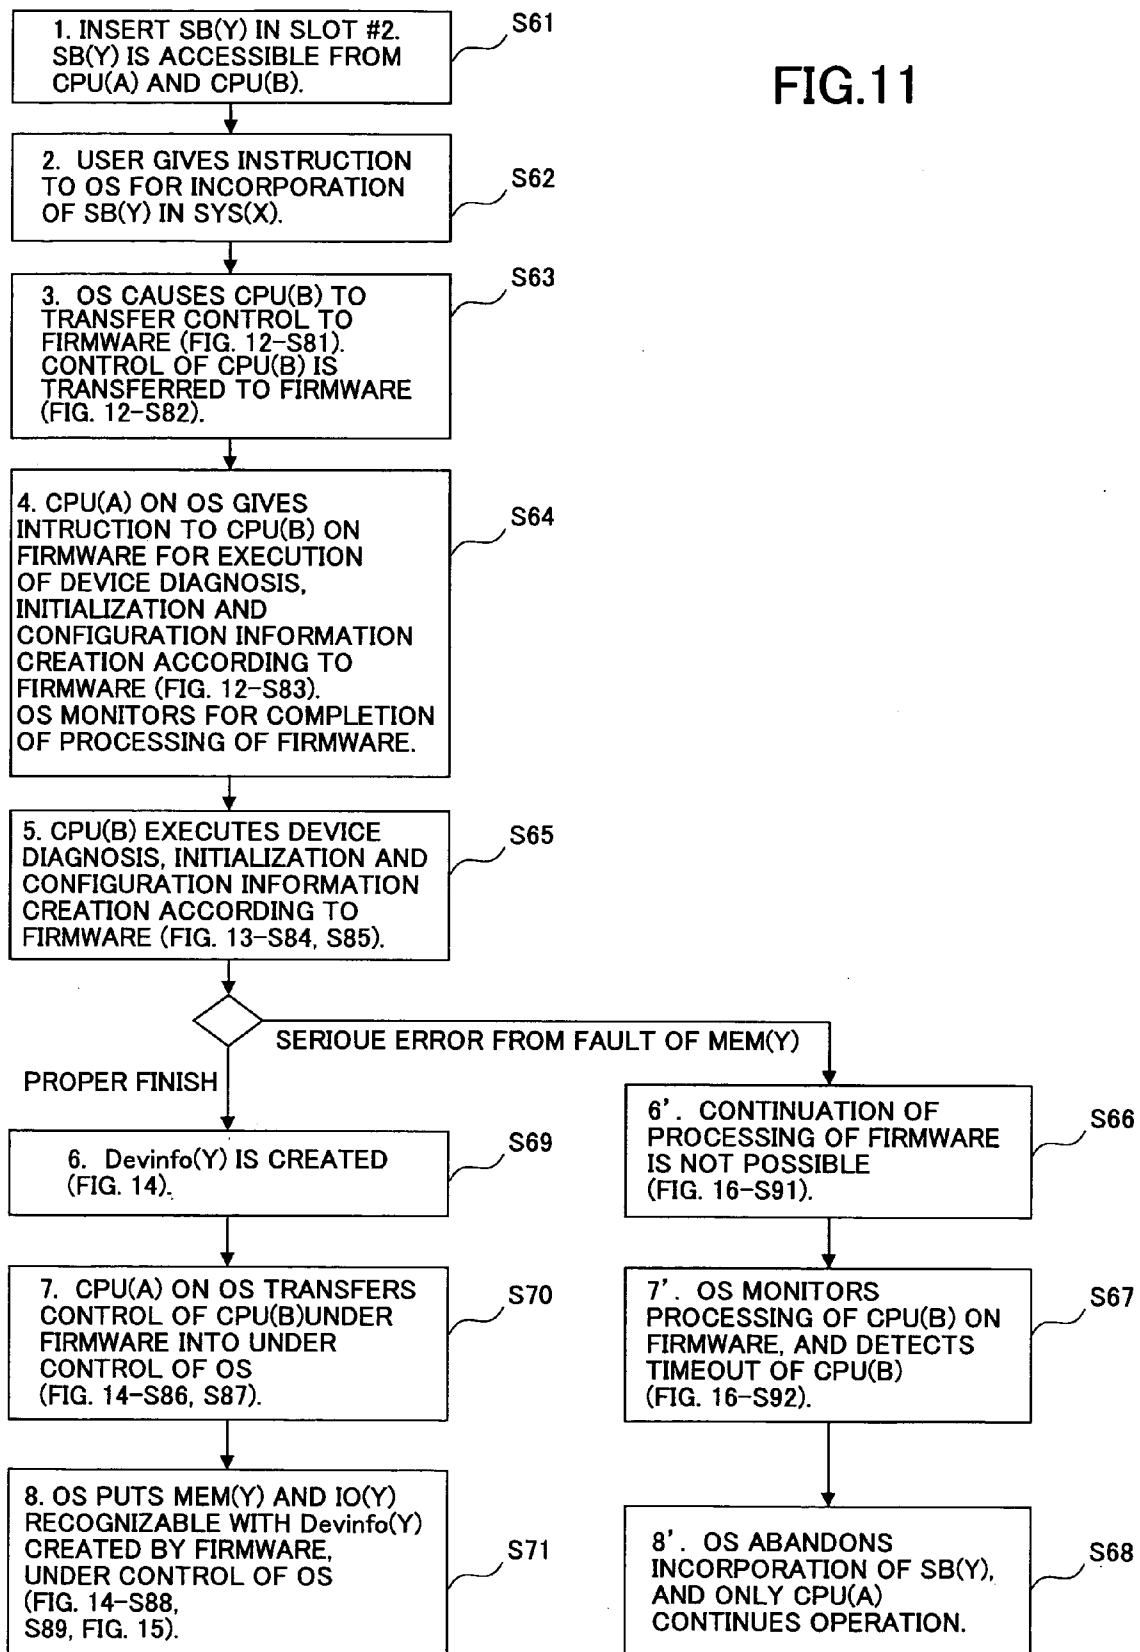 FIG.11
1. INSERT SB(Y) IN SLOT #2.
SB(Y) IS ACCESSIBLE FROM
CPU(A) AND CPU(B).
S61
2. USER GIVES INSTRUCTION
TO OS FOR INCORPORATION
OF SB(Y) IN SYS(X).
S62
3. OS CAUSES CPU(B) TO
TRANSFER CONTROL TO
FIRMWARE (FIG. 12-S81).
CONTROL OF CPU(B) IS
TRANSFERRED TO FIRMWARE
(FIG. 12-S82).
S63
4. CPU(A) ON OS GIVES
INTRUCTION TO CPU(B) ON
FIRMWARE FOR EXECUTION
OF DEVICE DIAGNOSIS,
INITIALIZATION AND
CONFIGURATION INFORMATION
CREATION ACCORDING TO
FIRMWARE (FIG. 12-S83).
OS MONITORS FOR COMPLETION
OF PROCESSING OF FIRMWARE.
S64
5. CPU(B) EXECUTES DEVICE
DIAGNOSIS, INITIALIZATION AND
CONFIGURATION INFORMATION
CREATION ACCORDING TO
FIRMWARE (FIG. 13-S84, S85).
S65
SERIOUE ERROR FROM FAULT OF MEM(Y)
PROPER FINISH
6. Devinfo(Y) IS CREATED
(FIG. 14).
S69
7. CPU(A) ON OS TRANSFERS
CONTROL OF CPU(B)UNDER
FIRMWARE INTO UNDER
CONTROL OF OS
(FIG. 14-S86, S87).
S70
8. OS PUTS MEM(Y) AND IO(Y)
RECOGNIZABLE WITH Devinfo(Y)
CREATED BY FIRMWARE,
UNDER CONTROL OF OS
(FIG. 14-S88,
S89, FIG. 15).
S71
6'. CONTINUATION OF
PROCESSING OF FIRMWARE
IS NOT POSSIBLE
(FIG. 16-S91).
S66
7'. OS MONITORS
PROCESSING OF CPU(B) ON
FIRMWARE, AND DETECTS
TIMEOUT OF CPU(B)
(FIG. 16-S92).
S67
8'. OS ABANDONS
INCORPORATION OF SB(Y),
AND ONLY CPU(A)
CONTINUES OPERATION.
S68